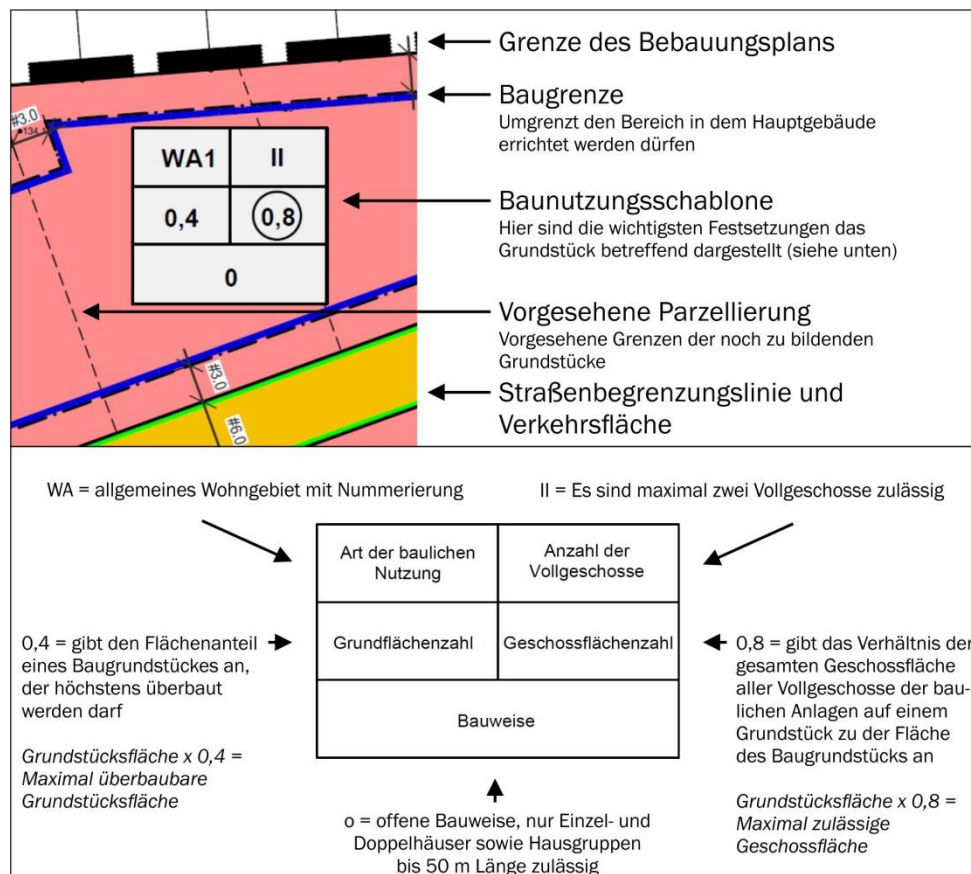 Grenze des Bebauungsplans
Baugrenze
Umgrenzt den Bereich in dem Hauptgebäude
errichtet werden dürfen
#3.0
WA1
II
0,4
0,8
0
Baunutzungsschablone
Hier sind die wichtigsten Festsetzungen das
Grundstück betreffend dargestellt (siehe unten)
Vorgesehene Parzellierung
Vorgesehene Grenzen der noch zu bildenden
Grundstücke
#3.0
#6.0
Straßenbegrenzungslinie und
Verkehrsfläche
WA = allgemeines Wohngebiet mit Nummerierung
II = Es sind maximal zwei Vollgeschosse zulässig
Art der baulichen
Nutzung
Anzahl der
Vollgeschosse
Grundflächenzahl
Geschossflächenzahl
Bauweise
0,4 = gibt den Flächenanteil
eines Baugrundstückes an,
der höchstens überbaut
werden darf
Grundstücksfläche x 0,4 =
Maximal überbaubare
Grundstücksfläche
0,8 = gibt das Verhältnis der
gesamten Geschossfläche
aller Vollgeschosse der bau-
lichen Anlagen auf einem
Grundstück zu der Fläche
des Baugrundstücks an
Grundstücksfläche x 0,8 =
Maximal zulässige
Geschossfläche
o = offene Bauweise, nur Einzel- und
Doppelhäuser sowie Hausgruppen
bis 50 m Länge zulässig